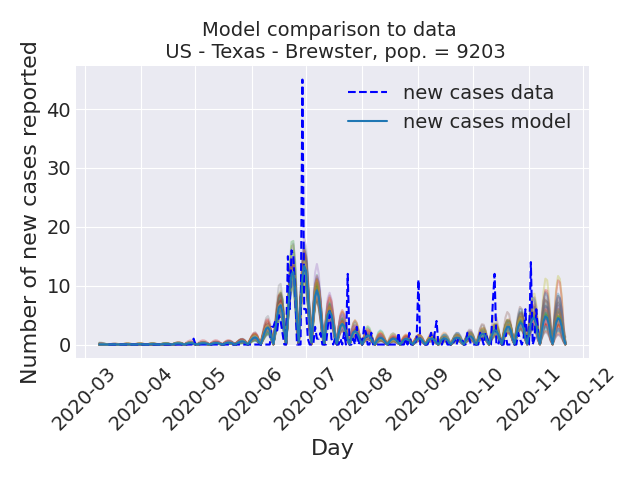 Model comparison to data
US - Texas - Brewster, pop. = 9203
Number of new cases reported
40
30
20
10
0
new cases data
new cases model
2020-03
2020-04
2020-05
2020-06
2020-07
2020-08
2020-09
2020-10
2020-11
2020-12
Day